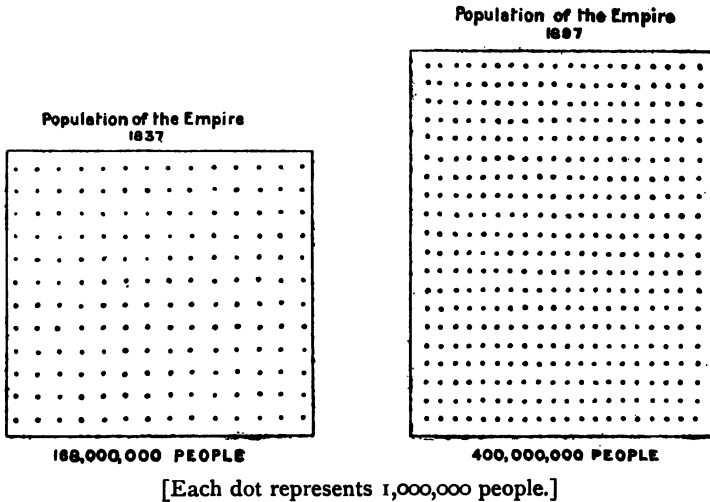 Population of the Empire
1837
168,000,000 PEOPLE
Population of the Empire
1897
400,000,000 PEOPLE
[Each dot represents 1,000,000 people.]